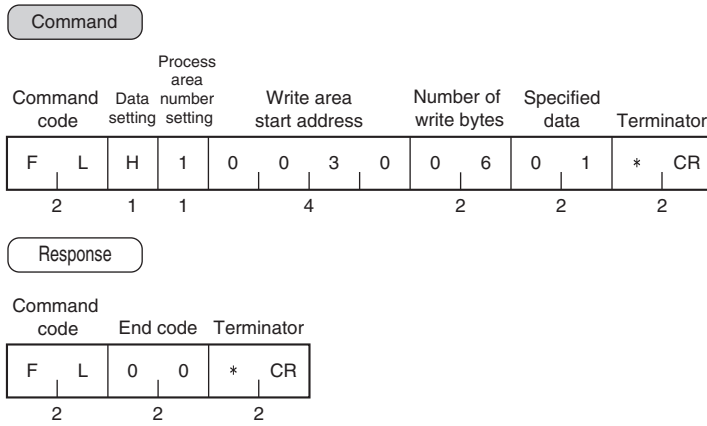 Command
Process
area
Command Data number Write area Number of Specified
code setting setting start address write bytes data Terminator
F L H 1 0 0 3 0 0 6 0 1 * CR
2 1 1 4 2 2 2
Response
Command
code End code Terminator
F L 0 0 * CR
2 2 2